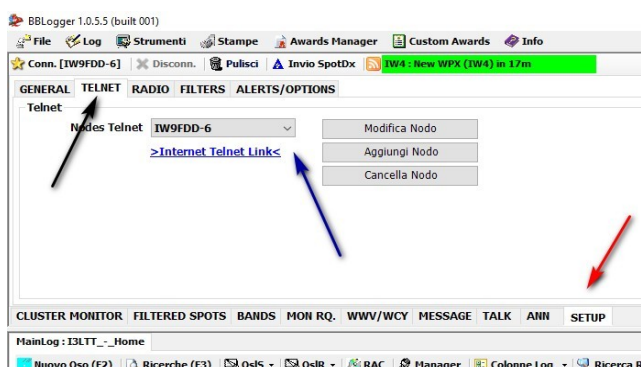 BBLogger 1.0.5.5 (built 001)
File Log Strumenti Stampe Awards Manager Custom Awards Info
Conn. [IW9FDD-6] Disconn. Pulisci Invio SpotDx IW4 : New WPX (IW4) in 17m
GENERAL TELNET RADIO FILTERS ALERTS/OPTIONS
Telnet
Nodes Telnet IW9FDD-6 Modifica Nodo
>Internet Telnet Link< Aggiungi Nodo
Cancella Nodo
CLUSTER MONITOR FILTERED SPOTS BANDS MON RQ. WWV/WCY MESSAGE TALK ANN SETUP
MainLog : I3LTT_-_Home
Nuovo Qso (F2) Ricerche (F3) QslS QslR RAC Manager Colonne Log Ricerca